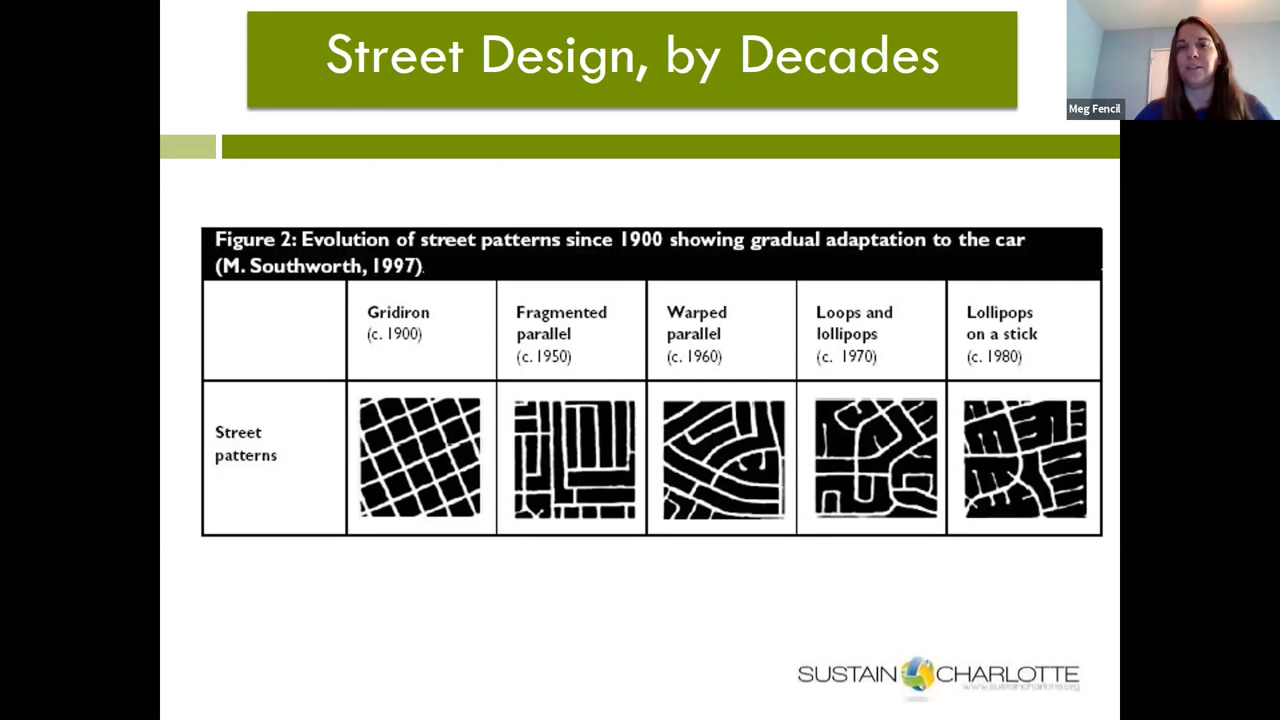 Street Design, by Decades
Meg Fencil
Figure 2: Evolution of street patterns since 1900 showing gradual adaptation to the car
(M. Southworth, 1997).
Gridiron
(c. 1900)
Fragmented
parallel
(c. 1950)
Warped
parallel
(c. 1960)
Loops and
lollipops
(c. 1970)
Lollipops
on a stick
(c. 1980)
Street
patterns
SUSTAIN CHARLOTTE
www.sustaincharlotte.org